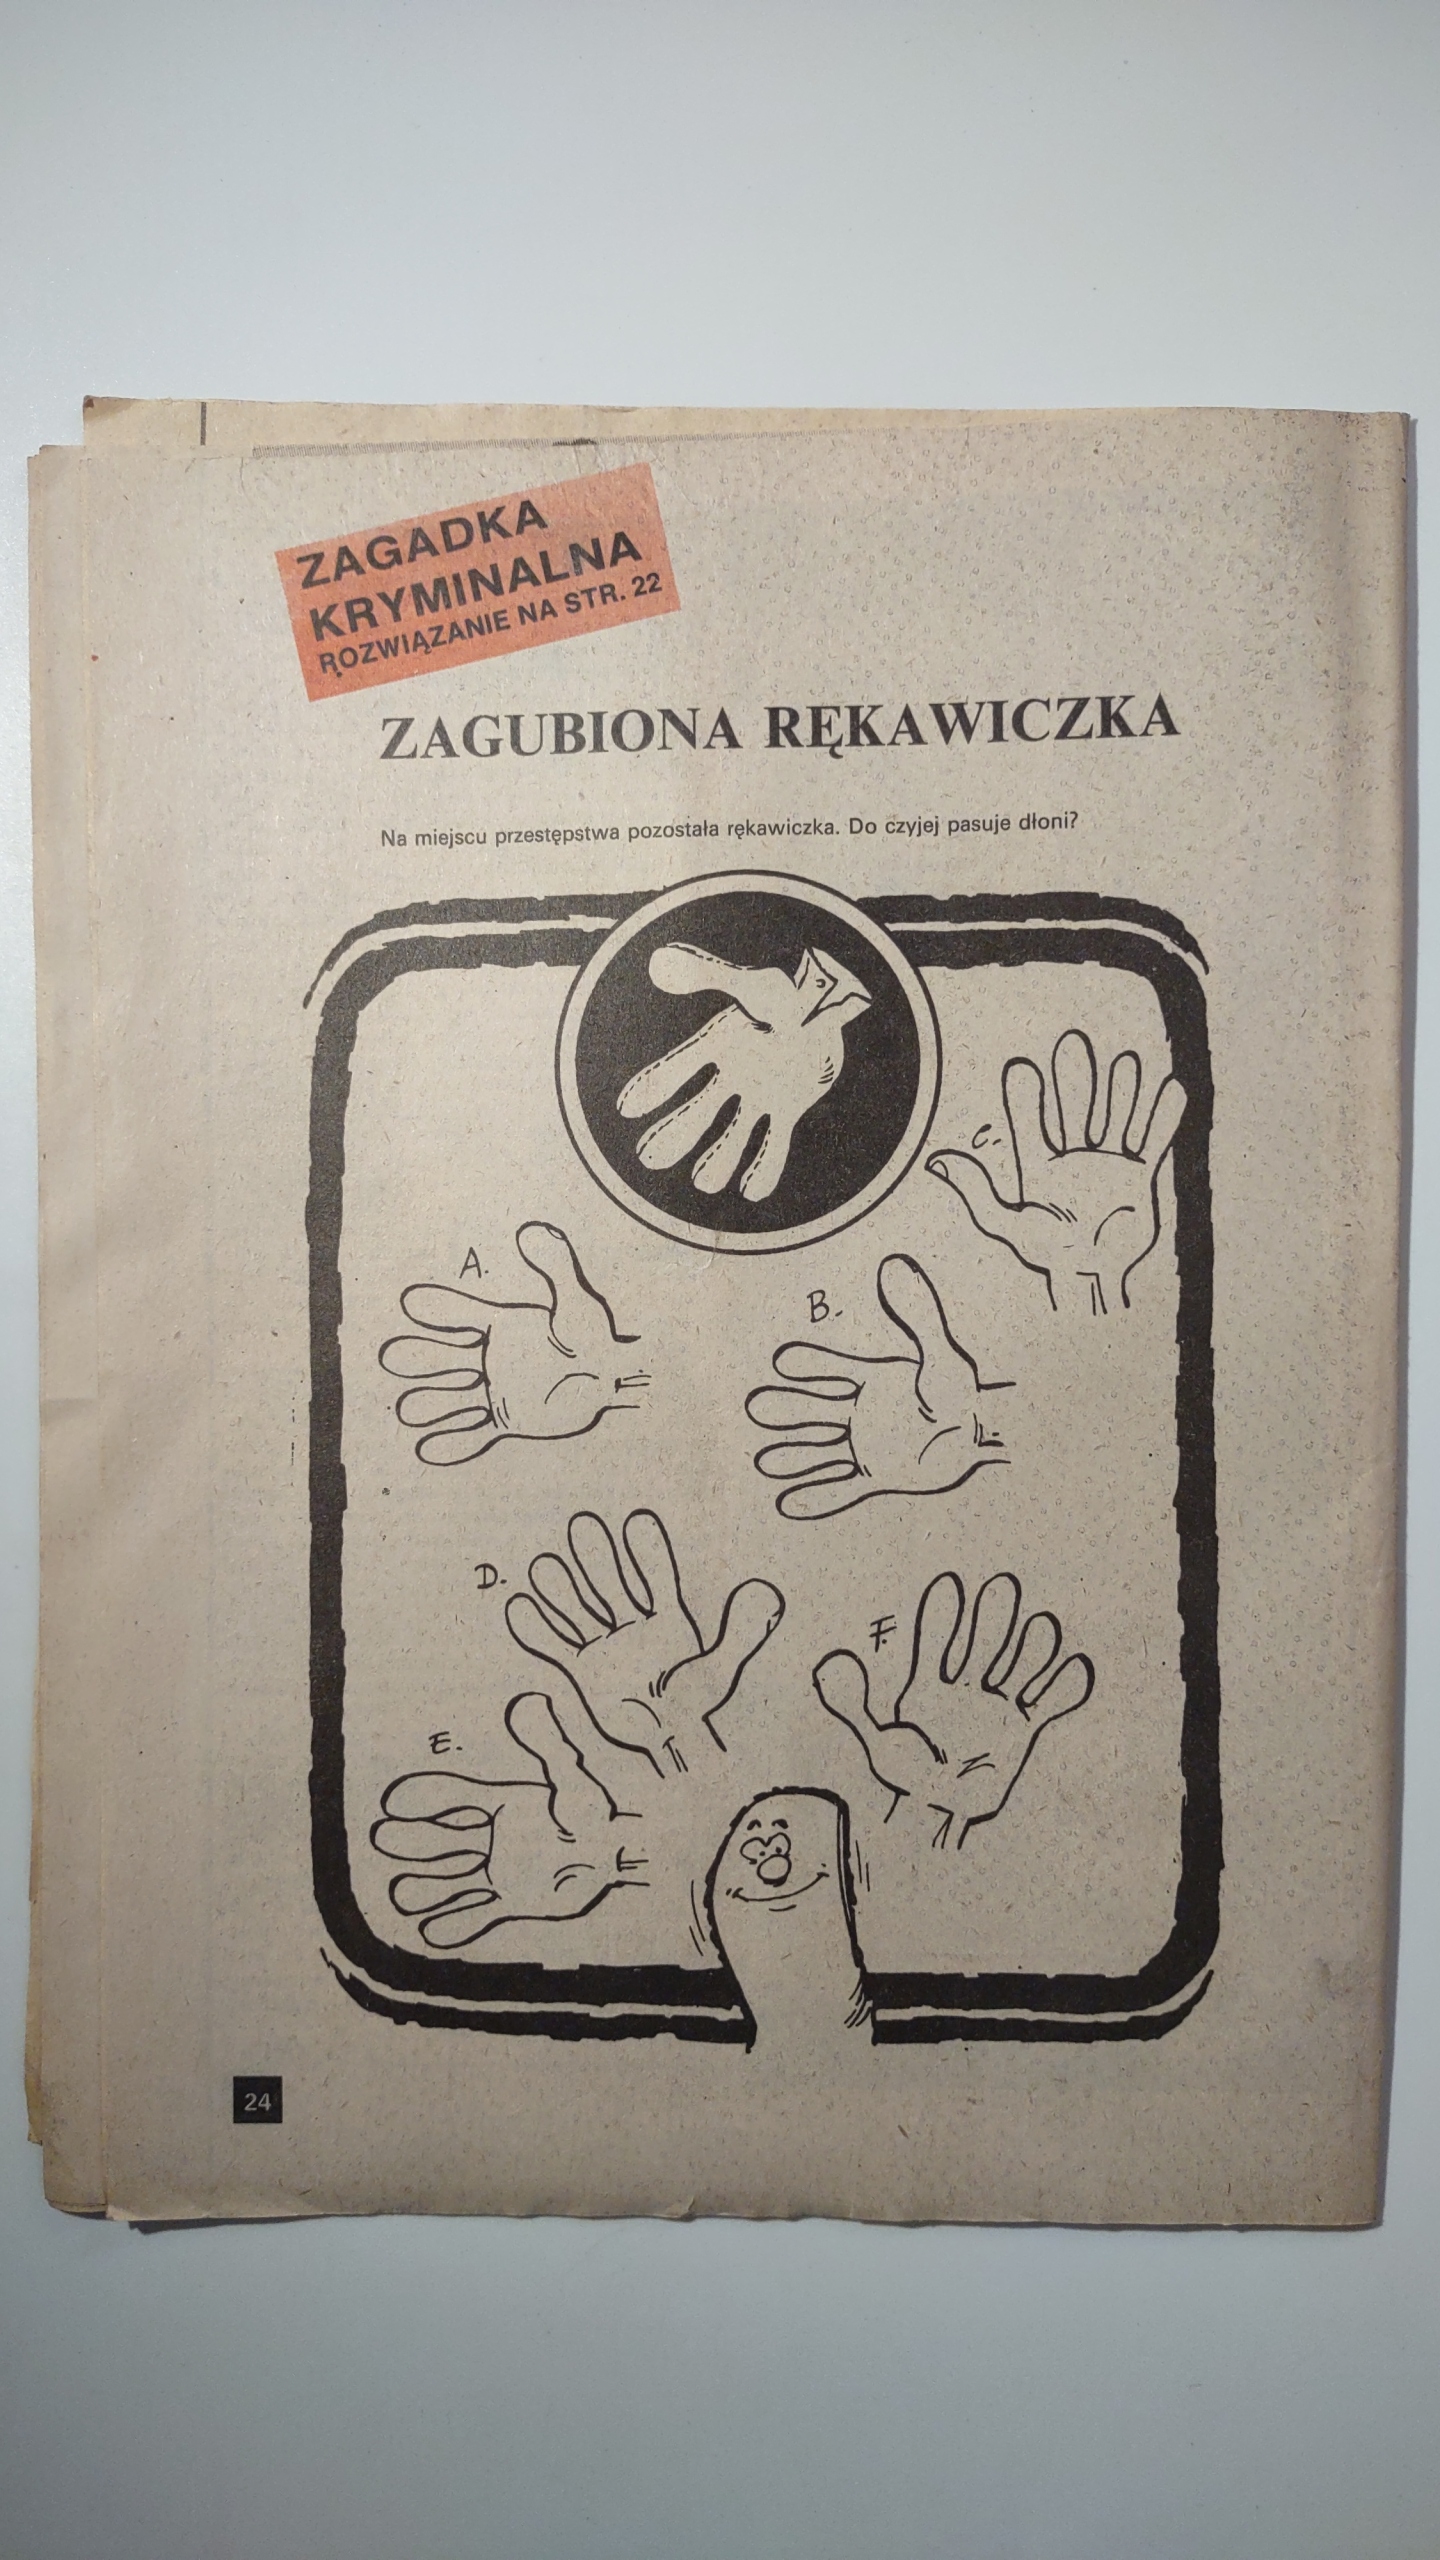 ZAGADKA
KRYMINALNA
ROZWIĄZANIE NA STR. 22
ZAGUBIONA RĘKAWICZKA
Na miejscu przestępstwa pozostała rękawiczka. Do czyjej pasuje dłoni?
C.
A.
B.
D.
F.
E.
24